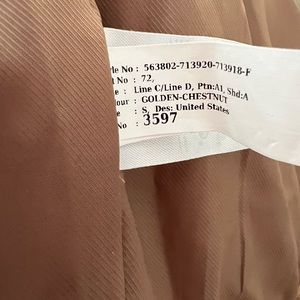 le No : 563802-713920-713918-F
t No : 72,
e : Line C/Line D, Ptn:A1, Shd:A
our : GOLDEN-CHESTNUT
e : S, Des: United States
No : 3597